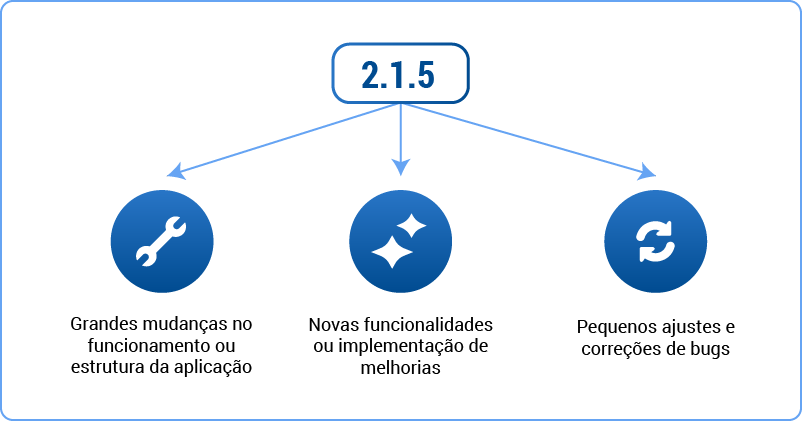 2.1.5
Grandes mudanças no
funcionamento ou
estrutura da aplicação
Novas funcionalidades
ou implementação de
melhorias
Pequenos ajustes e
correções de bugs